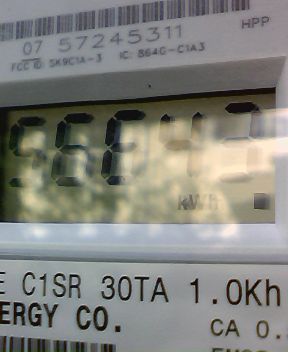 07 57245311
HPP
FCC ID: SK9C1A-3 IC: 864G-C1A3
kWh
E C1SR 30TA 1.0Kh
ERGY CO.
CA 0.